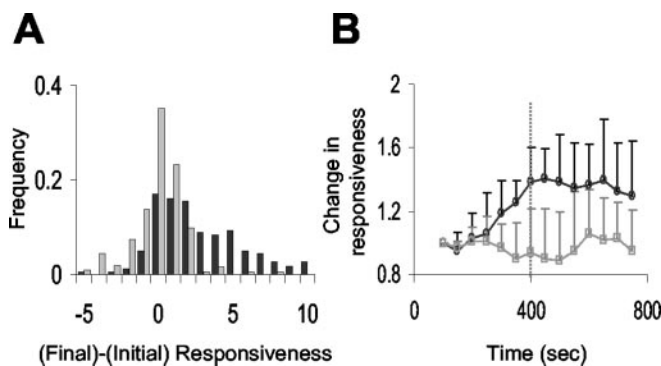 A
B
0.4
0.2
0
Frequency
-5
0
5
10
(Final)-(Initial) Responsiveness
2
1.6
1.2
0.8
Change in
responsiveness
0
400
800
Time (sec)